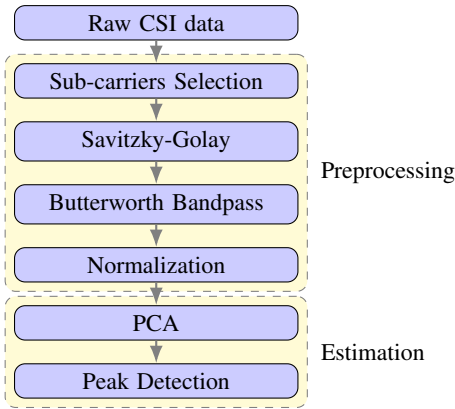 Raw CSI data
Sub-carriers Selection
Savitzky-Golay
Preprocessing
Butterworth Bandpass
Normalization
PCA
Estimation
Peak Detection